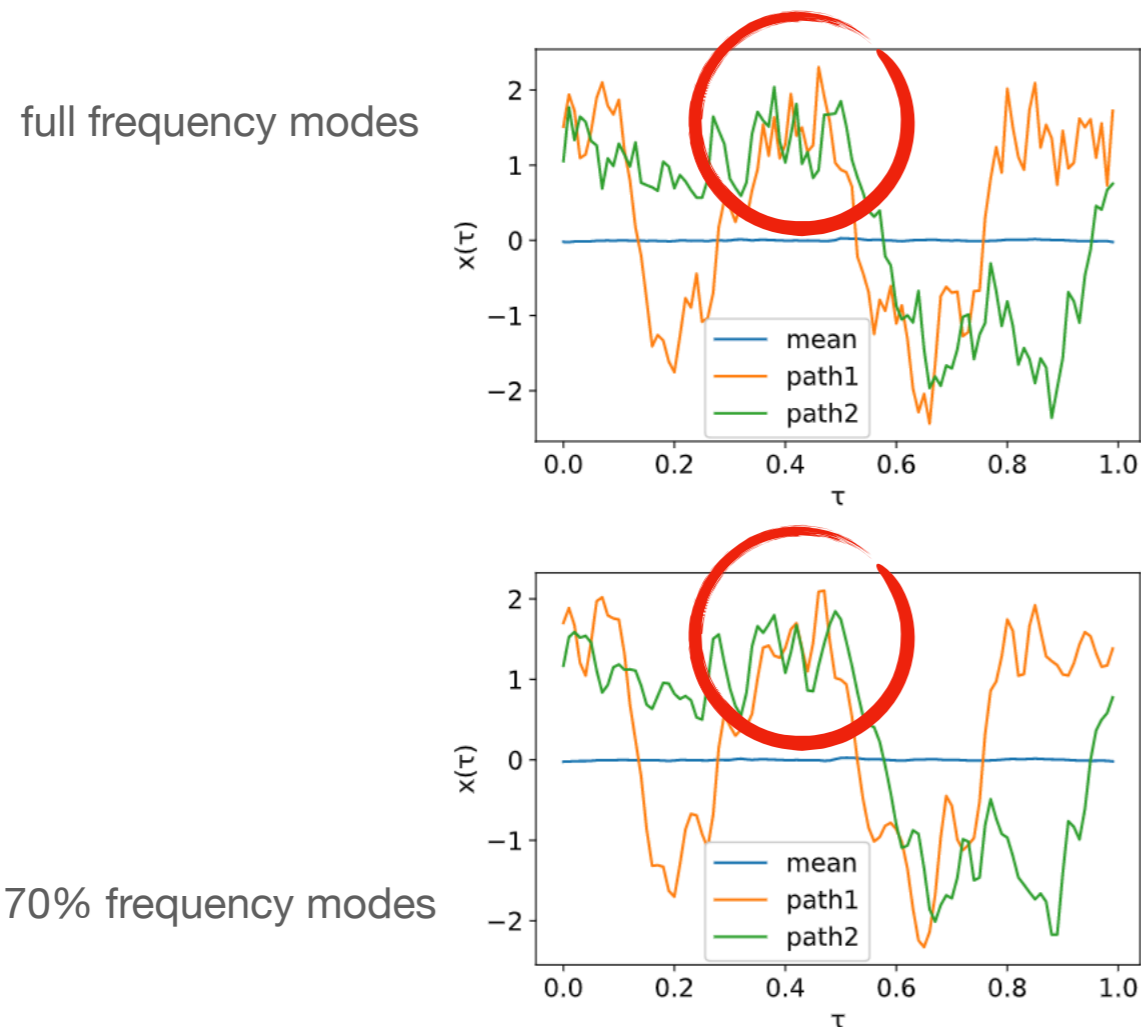 full frequency modes
2
1
0
−1
−2
x(τ)
mean
path1
path2
0.0 0.2 0.4 0.6 0.8 1.0
τ
70% frequency modes
2
1
0
−1
−2
x(τ)
mean
path1
path2
0.0 0.2 0.4 0.6 0.8 1.0
τ